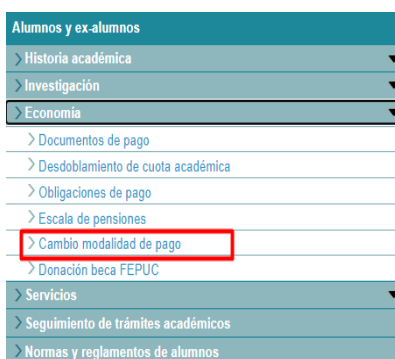 Alumnos y ex-alumnos
Historia académica
Investigación
Economía
Documentos de pago
Desdoblamiento de cuota académica
Obligaciones de pago
Escala de pensiones
Cambio modalidad de pago
Donación beca FEPUC
Servicios
Seguimiento de trámites académicos
Normas y reglamentos de alumnos